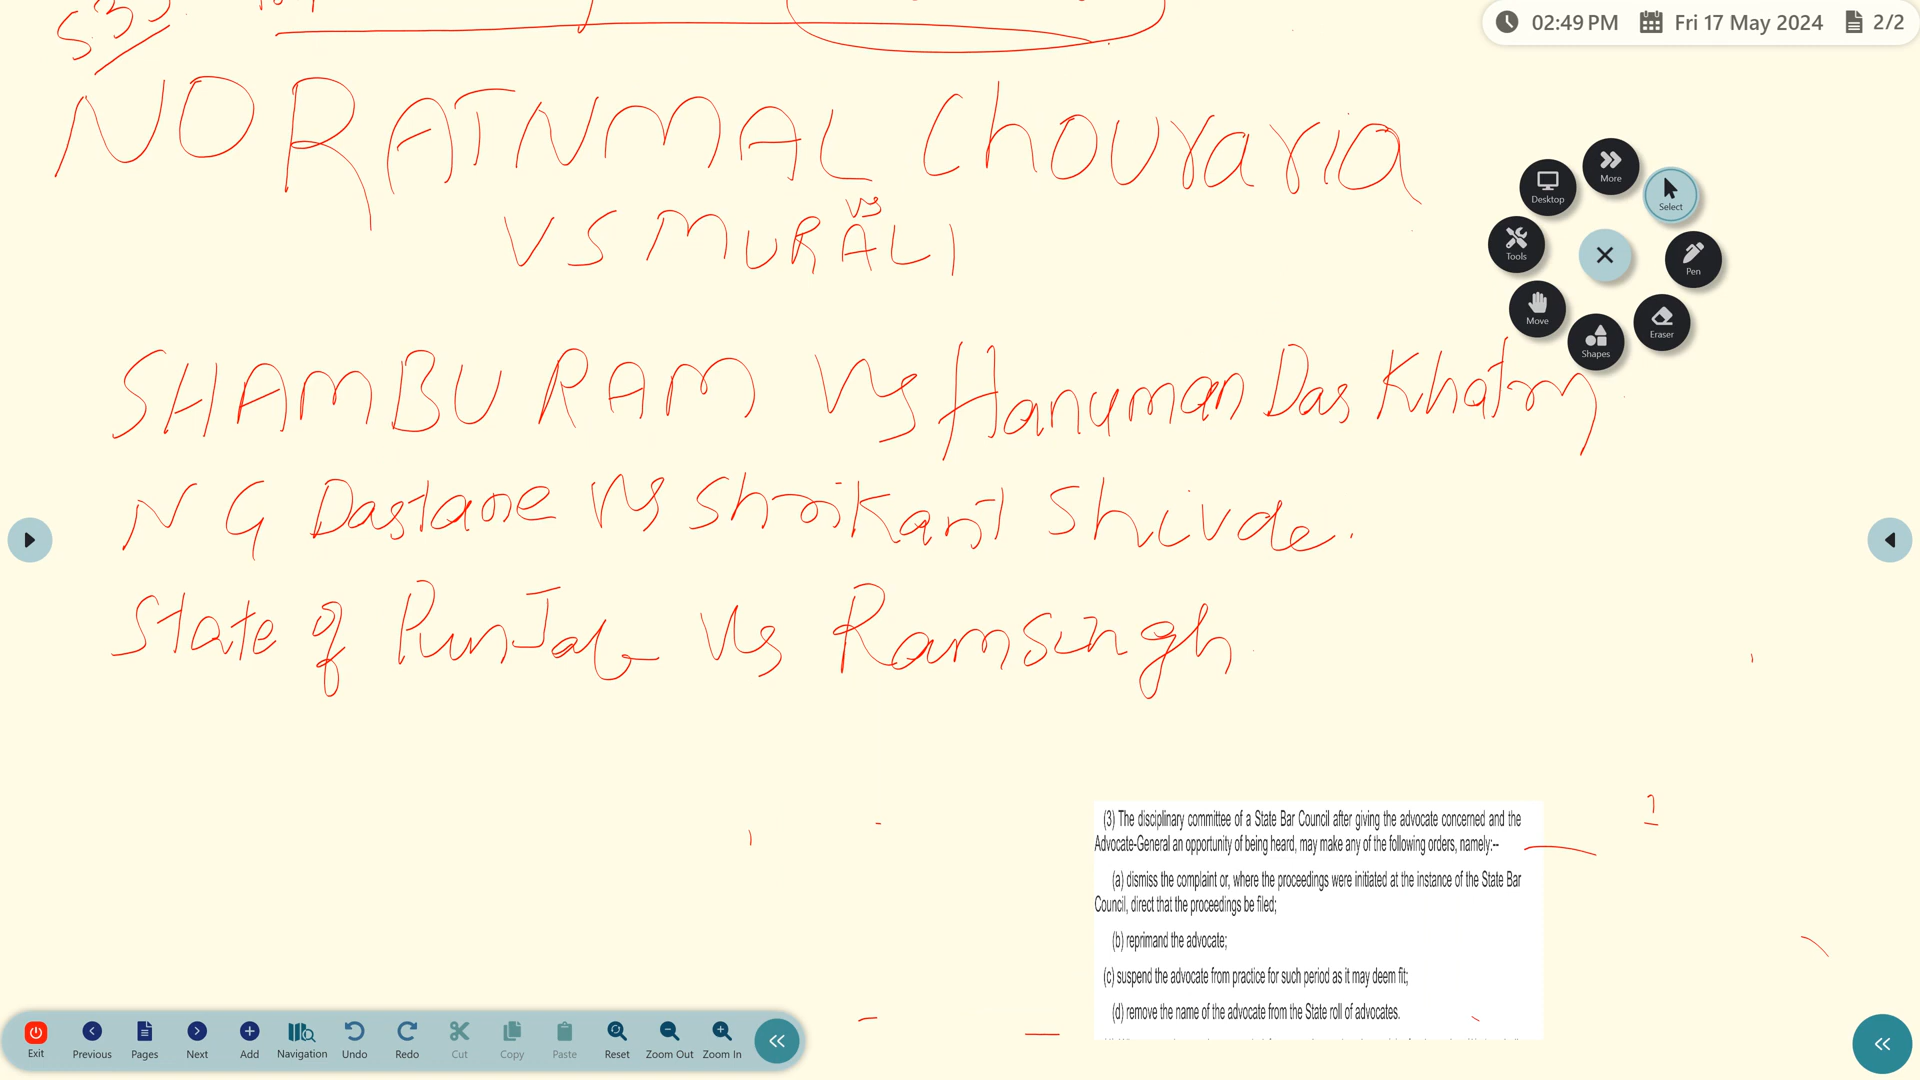 02:49 PM Fri 17 May 2024 2/2
NORATNMAL Chouraria
vs
VS MURALI
SHAMBU RAM Vs Hanuman Das Khatry
N G Dastane Vs Shrikant Shivde.
State of Punjab Vs Ramsingh
More
Desktop
Select
Tools
Pen
Move
Eraser
Shapes
(3) The disciplinary committee of a State Bar Council after giving the advocate concerned and the
Advocate-General an opportunity of being heard, may make any of the following orders, namely:--
(a) dismiss the complaint or, where the proceedings were initiated at the instance of the State Bar
Council, direct that the proceedings be filed;
(b) reprimand the advocate;
(c) suspend the advocate from practice for such period as it may deem fit;
(d) remove the name of the advocate from the State roll of advocates.
Exit Previous Pages Next Add Navigation Undo Redo Cut Copy Paste Reset Zoom Out Zoom In